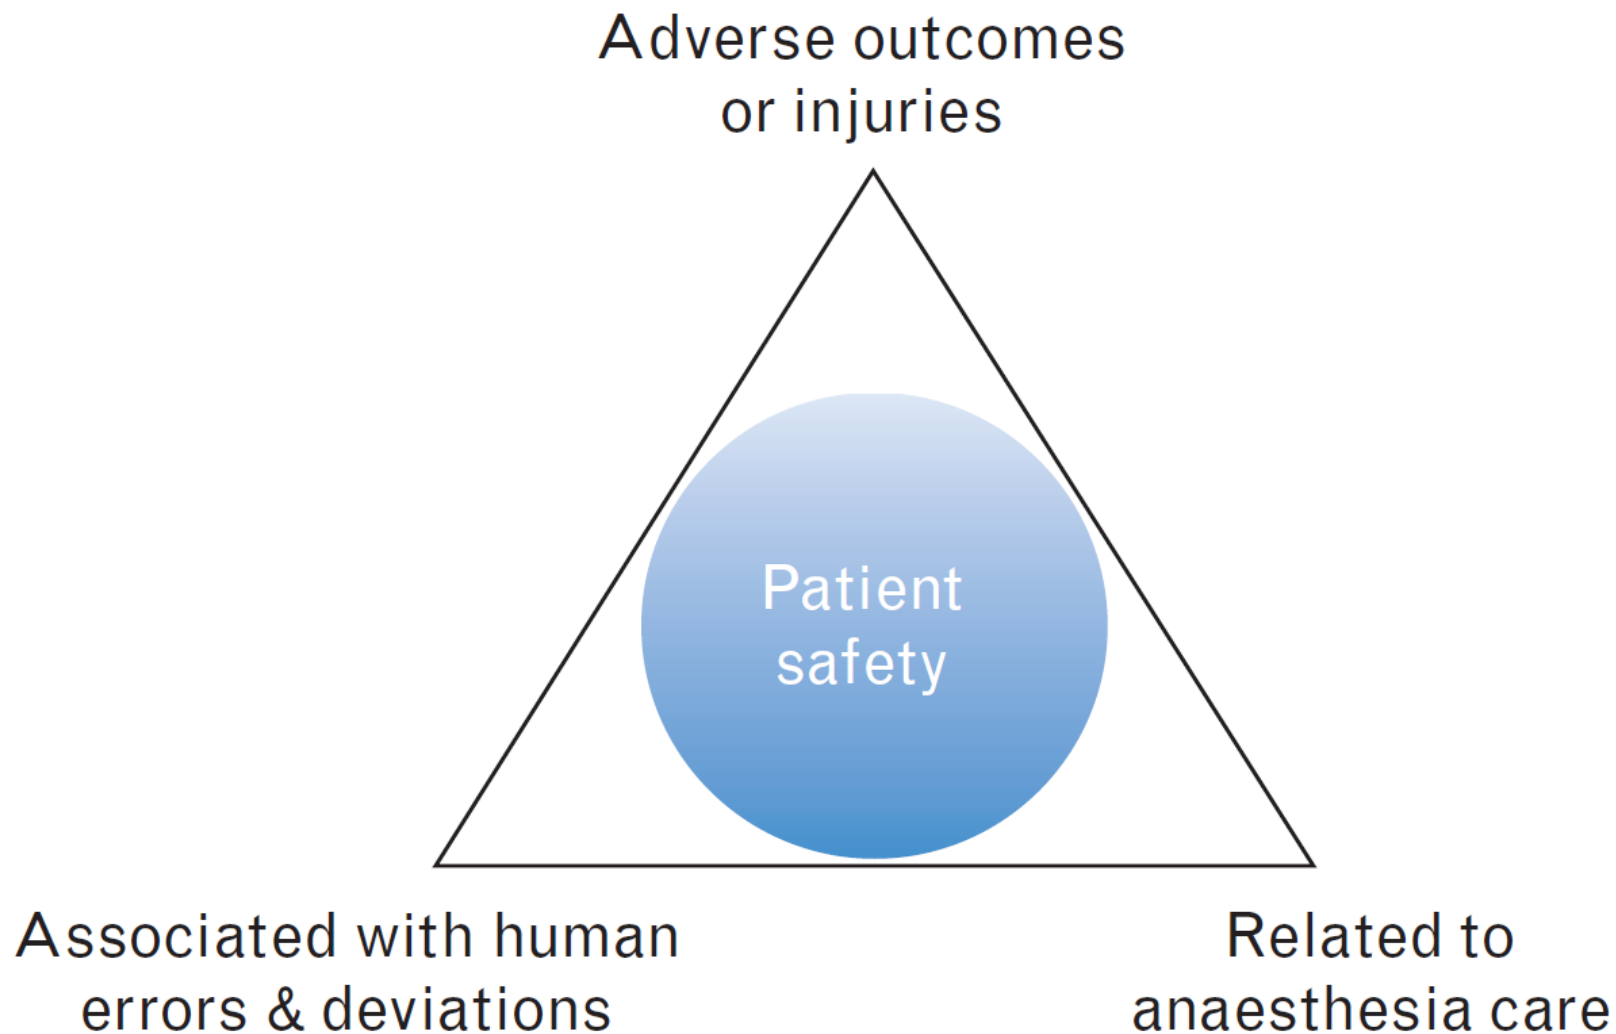 Adverse outcomes
or injuries
Patient
safety
Associated with human
errors & deviations
Related to
anaesthesia care